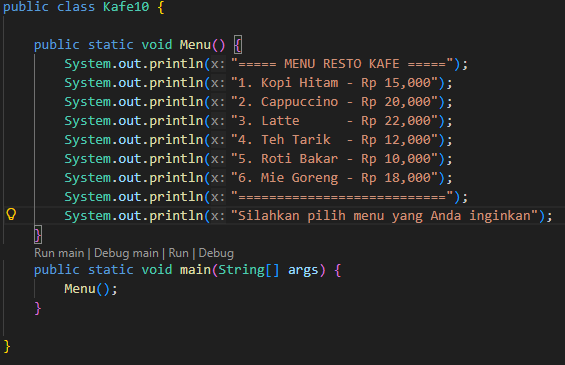 public class Kafe10 {
    public static void Menu() {
        System.out.println(x: "===== MENU RESTO KAFE =====");
        System.out.println(x: "1. Kopi Hitam - Rp 15,000");
        System.out.println(x: "2. Cappuccino - Rp 20,000");
        System.out.println(x: "3. Latte      - Rp 22,000");
        System.out.println(x: "4. Teh Tarik  - Rp 12,000");
        System.out.println(x: "5. Roti Bakar - Rp 10,000");
        System.out.println(x: "6. Mie Goreng - Rp 18,000");
        System.out.println(x: "===========================");
        System.out.println(x: "Silahkan pilih menu yang Anda inginkan");
    }
    Run main | Debug main | Run | Debug
    public static void main(String[] args) {
        Menu();
    }
}